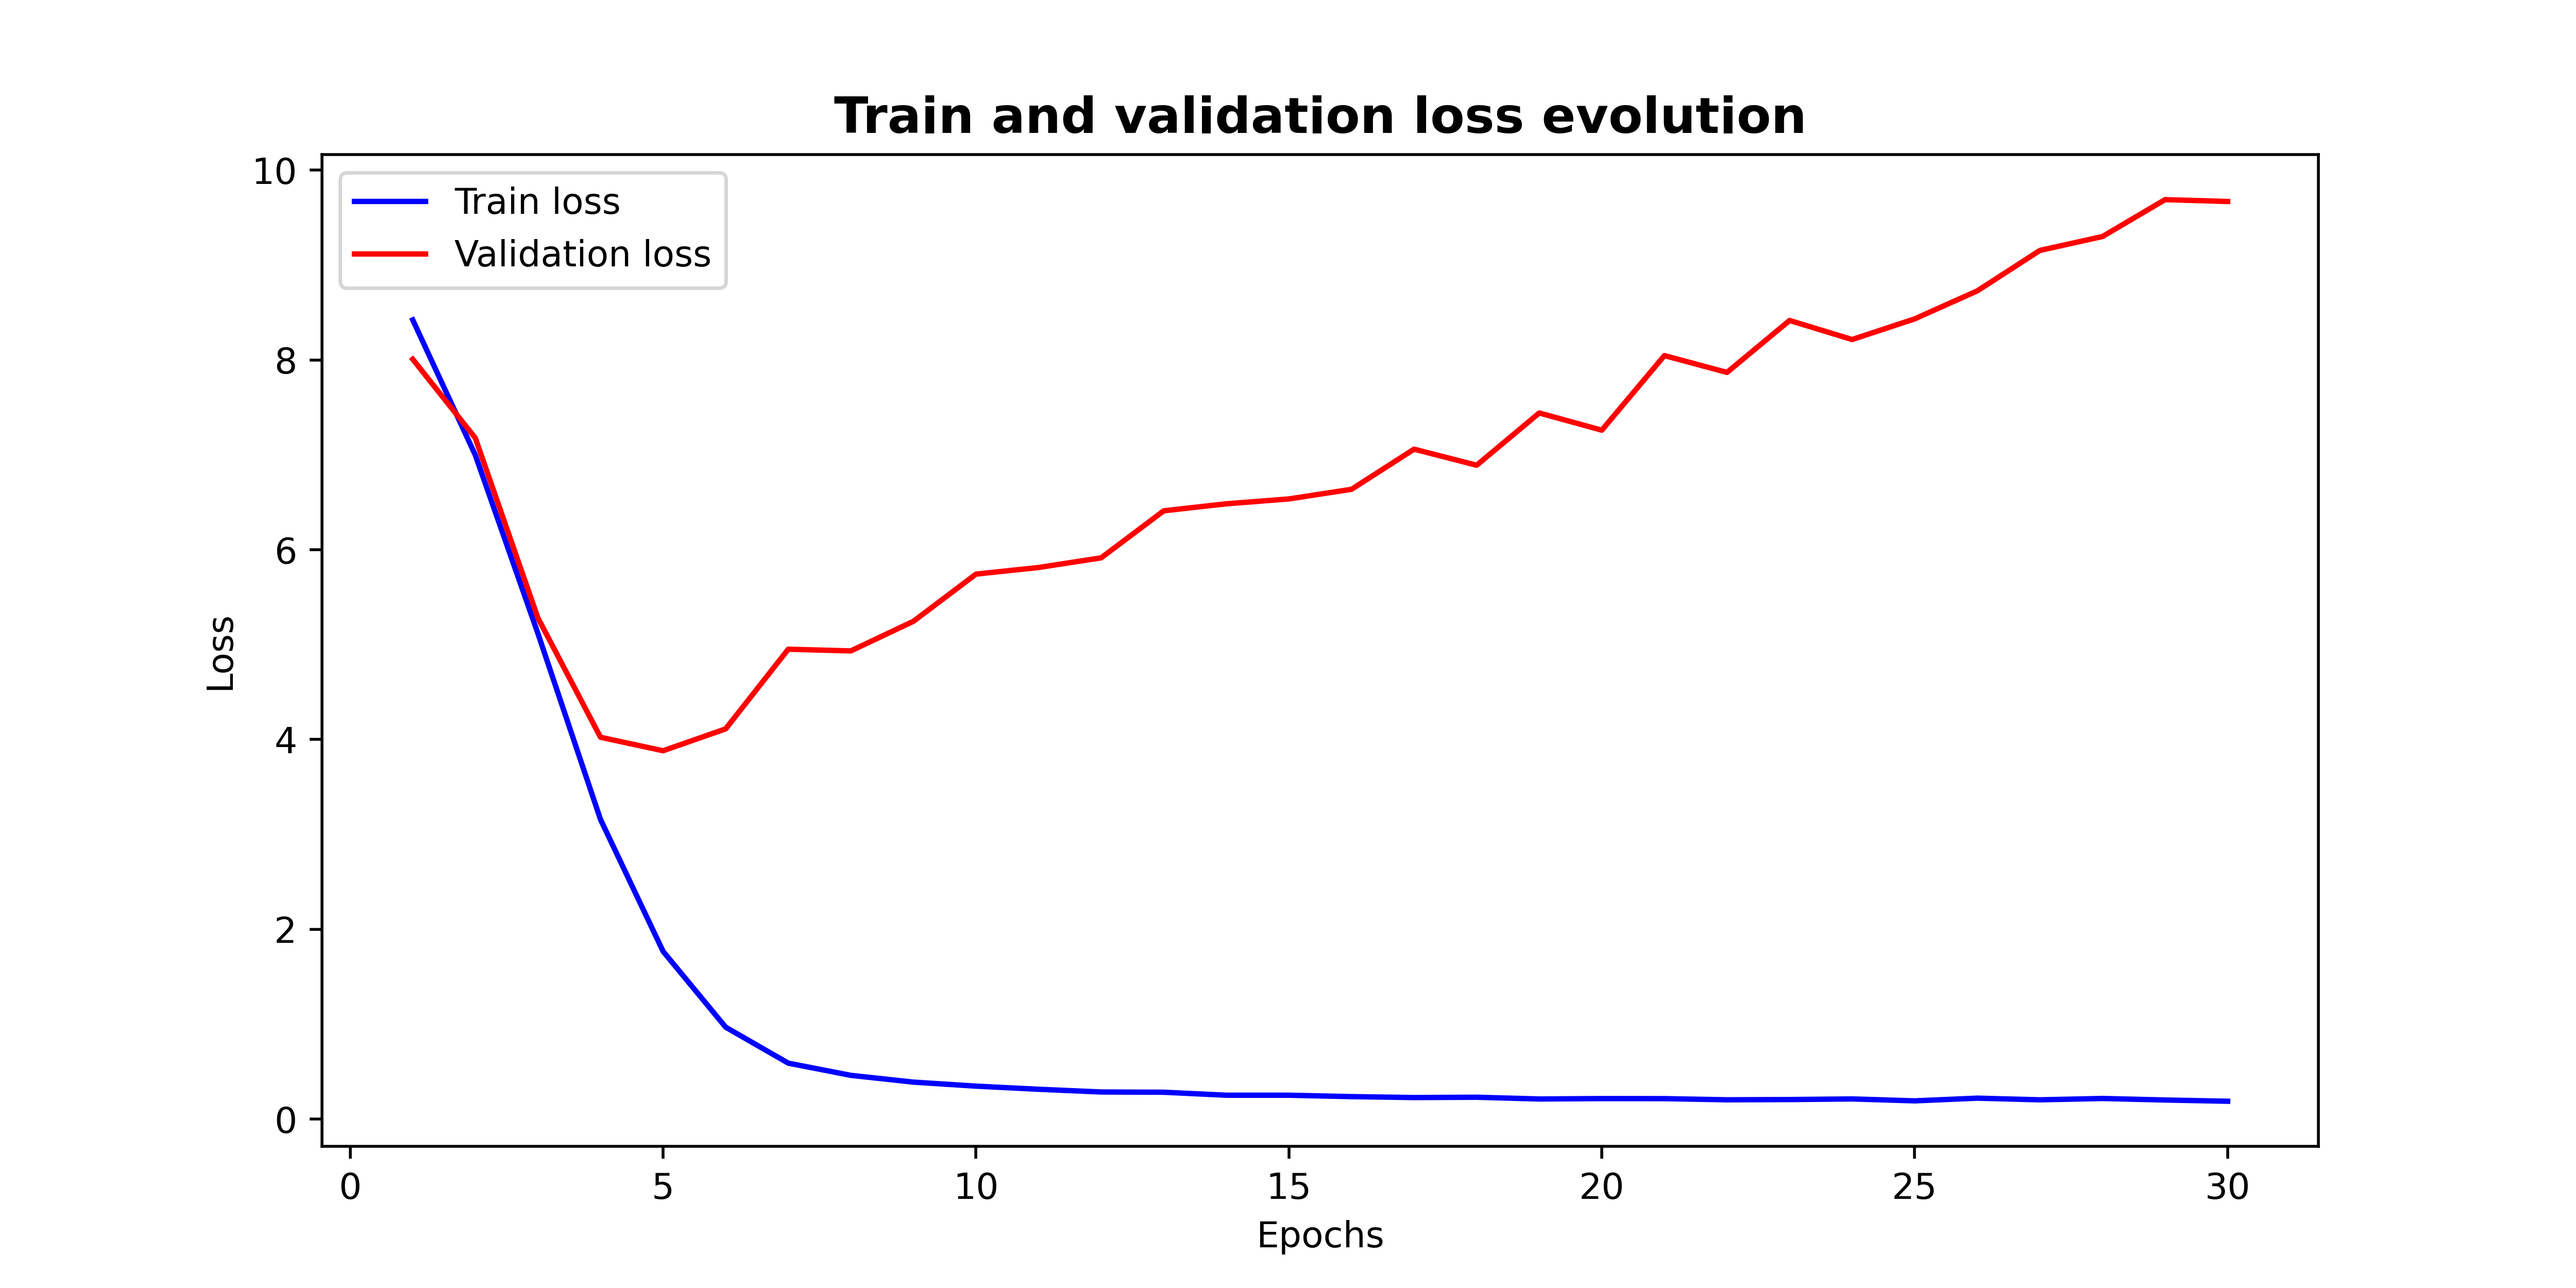 Train and validation loss evolution
Train loss
Validation loss
10
8
6
4
2
0
Loss
0 5 10 15 20 25 30
Epochs